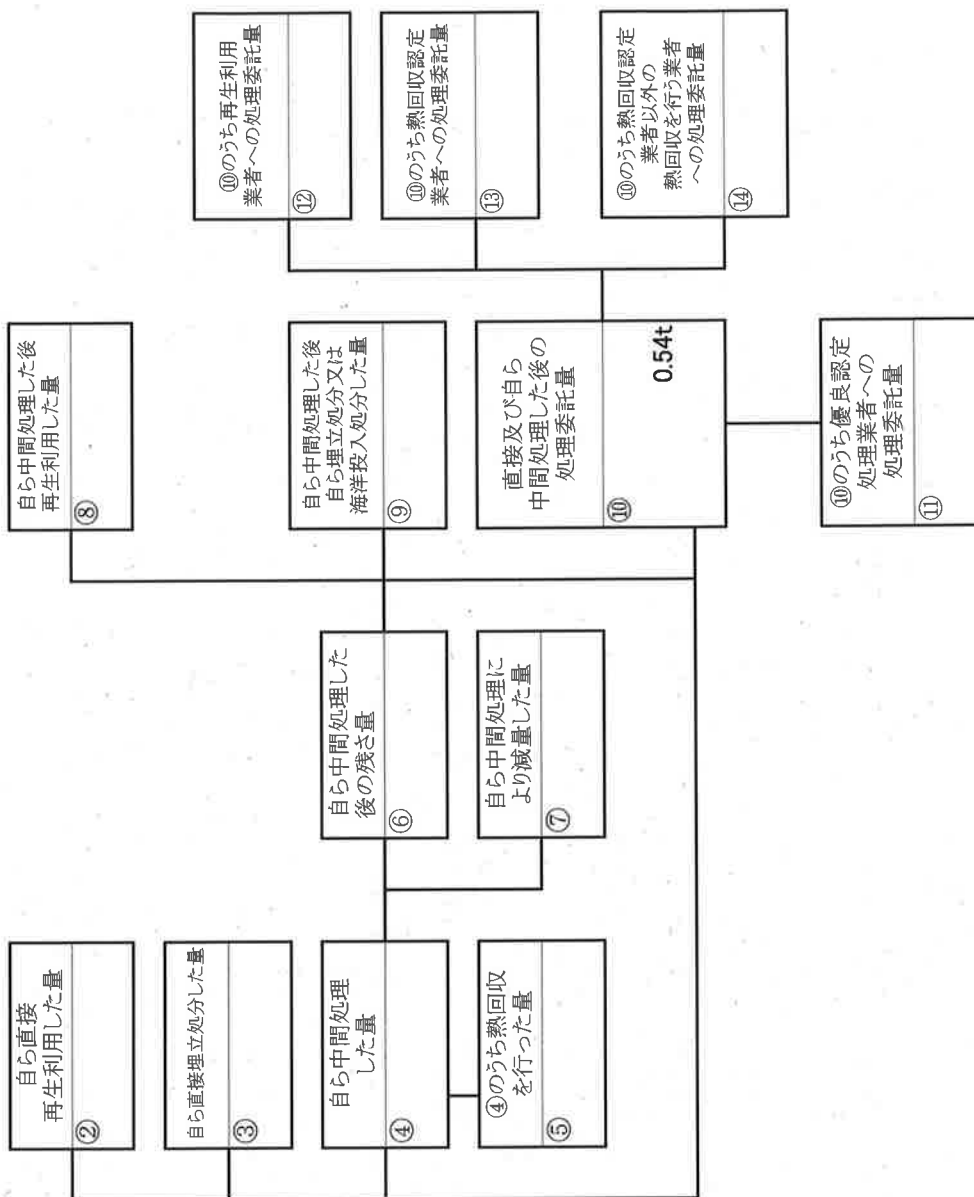 自ら直接
再生利用した量
②
自ら直接埋立処分した量
③
自ら中間処理
した量
④
④のうち熱回収
を行った量
⑤
自ら中間処理した
後の残さ量
⑥
自ら中間処理に
より減量した量
⑦
自ら中間処理した後
再生利用した量
⑧
自ら中間処理した後
自ら埋立処分又は
海洋投入処分した量
⑨
直接及び自ら
中間処理した後の
処理委託量
⑩
0.54t
⑩のうち優良認定
処理業者への
処理委託量
⑪
⑩のうち再生利用
業者への処理委託量
⑫
⑩のうち熱回収認定
業者への処理委託量
⑬
⑩のうち熱回収認定
業者以外の
熱回収を行う業者
への処理委託量
⑭